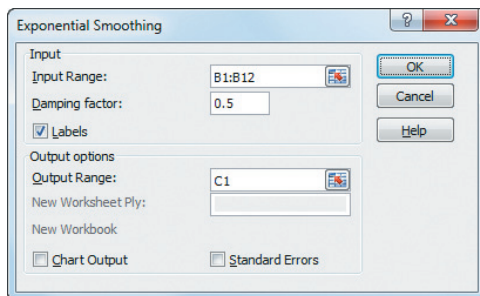 Exponential Smoothing
? X
Input
Input Range: B1:B12
Damping factor: 0.5
Labels
OK
Cancel
Help
Output options
Output Range: C1
New Worksheet Ply:
New Workbook
Chart Output Standard Errors